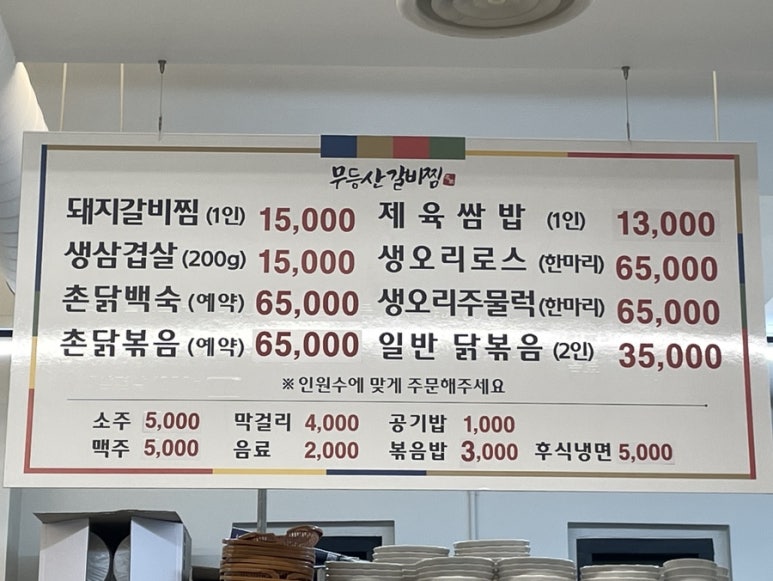 무등산갈비찜
돼지갈비찜 (1인) 15,000 제육쌈밥 (1인) 13,000
생삼겹살 (200g) 15,000 생오리로스 (한마리) 65,000
촌닭백숙 (예약) 65,000 생오리주물럭 (한마리) 65,000
촌닭볶음 (예약) 65,000 일반 닭볶음 (2인) 35,000
※인원수에 맞게 주문해주세요
소주 5,000 막걸리 4,000 공기밥 1,000
맥주 5,000 음료 2,000 볶음밥 3,000 후식냉면 5,000